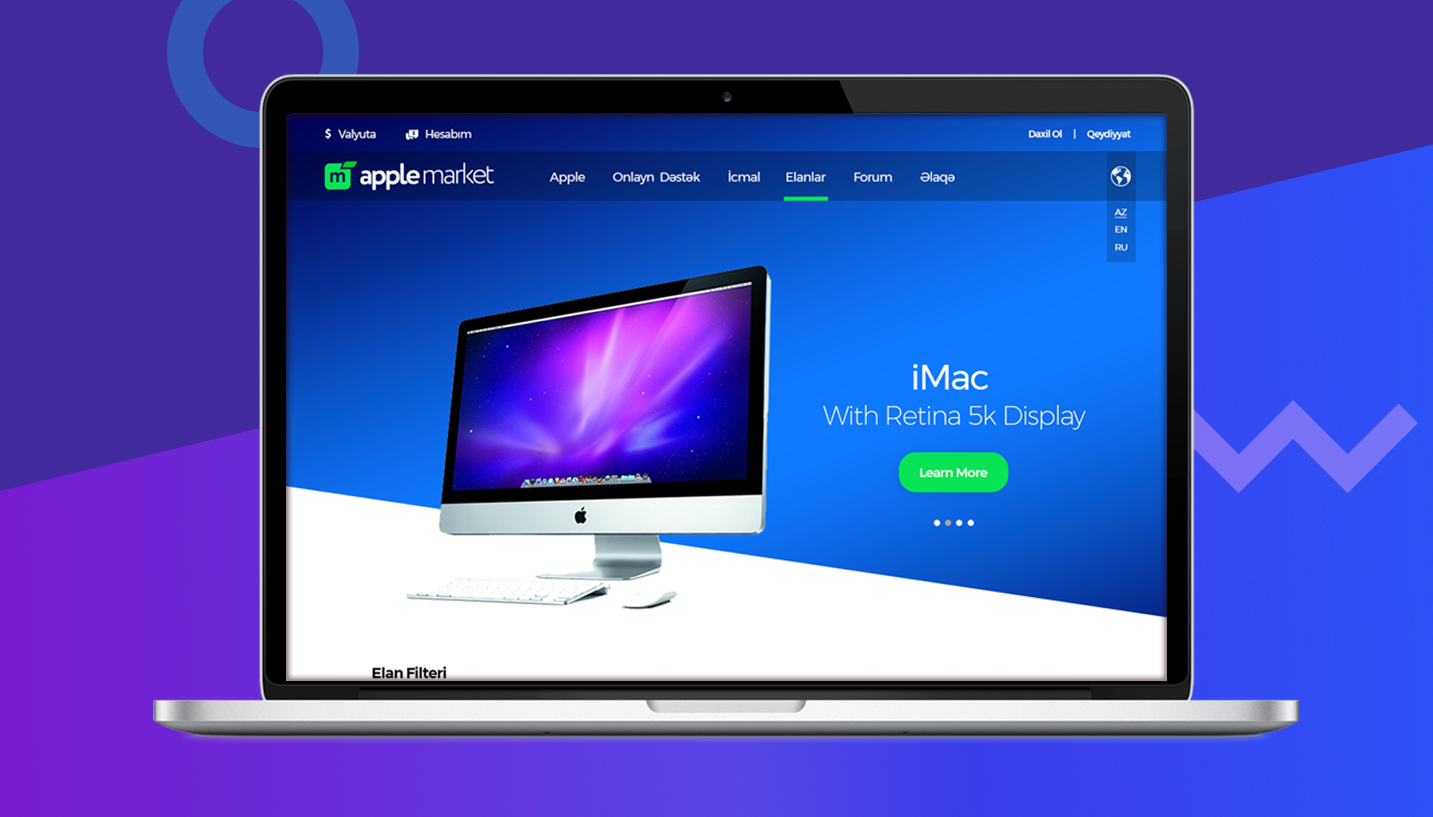 $ Valyuta Hesabım Daxil Ol | Qeydiyyat
m apple market Apple Onlayn Dəstək İcmal Elanlar Forum Əlaqə
AZ
EN
RU
iMac
With Retina 5k Display
Learn More
Elan Filteri